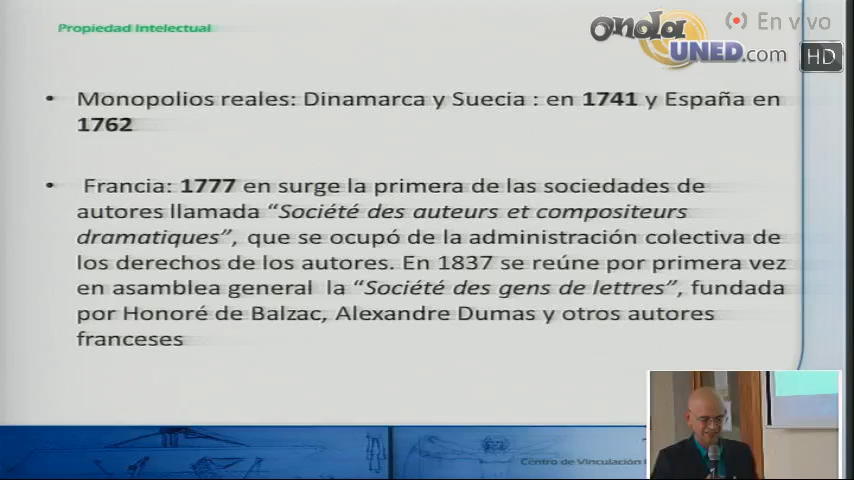 Propiedad Intelectual
onda UNED.com
En vivo
HD
• Monopolios reales: Dinamarca y Suecia : en 1741 y España en
1762
• Francia: 1777 en surge la primera de las sociedades de
autores llamada “Société des auteurs et compositeurs
dramatiques”, que se ocupó de la administración colectiva de
los derechos de los autores. En 1837 se reúne por primera vez
en asamblea general la “Société des gens de lettres”, fundada
por Honoré de Balzac, Alexandre Dumas y otros autores
franceses
Centro de Vinculación